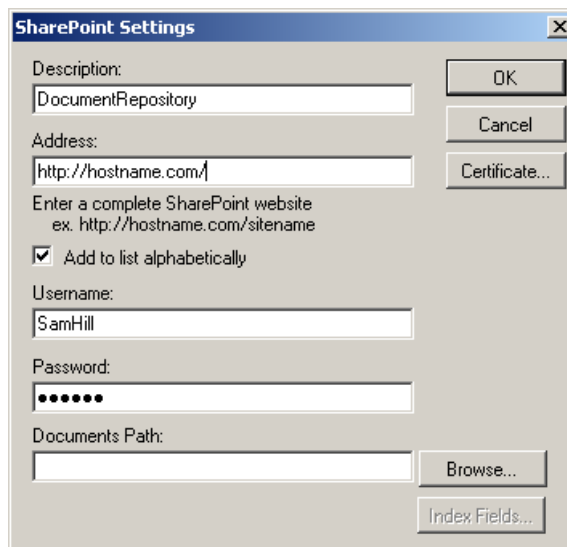 SharePoint Settings
Description:
DocumentRepository
OK
Cancel
Address:
http://hostname.com/
Certificate...
Enter a complete SharePoint website
ex. http://hostname.com/sitename
Add to list alphabetically
Username:
SamHill
Password:
●●●●●●
Documents Path:
Browse...
Index Fields...